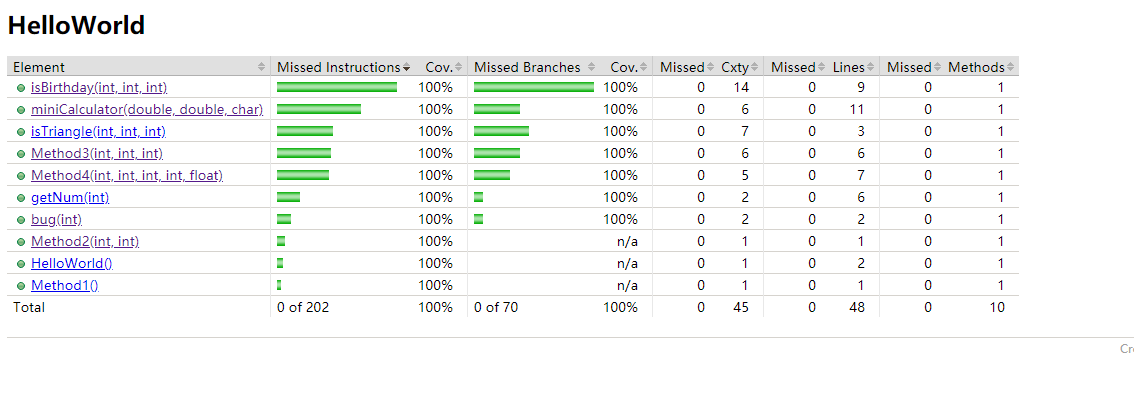 HelloWorld
Element Missed Instructions Cov. Missed Branches Cov. Missed Cxty Missed Lines Missed Methods
isBirthday(int, int, int) 100% 100% 0 14 0 9 0 1
miniCalculator(double, double, char) 100% 100% 0 6 0 11 0 1
isTriangle(int, int, int) 100% 100% 0 7 0 3 0 1
Method3(int, int, int) 100% 100% 0 6 0 6 0 1
Method4(int, int, int, int, float) 100% 100% 0 5 0 7 0 1
getNum(int) 100% 100% 0 2 0 6 0 1
bug(int) 100% 100% 0 2 0 2 0 1
Method2(int, int) 100% n/a 0 1 0 1 0 1
HelloWorld() 100% n/a 0 1 0 2 0 1
Method1() 100% n/a 0 1 0 1 0 1
Total 0 of 202 100% 0 of 70 100% 0 45 0 48 0 10